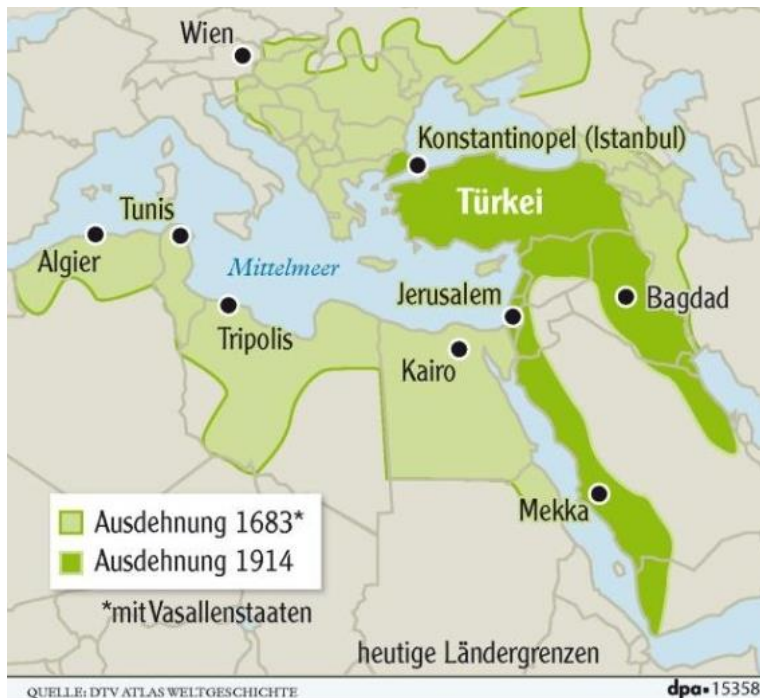 Wien
Konstantinopel (Istanbul)
Türkei
Tunis
Algier
Mittelmeer
Jerusalem
Bagdad
Tripolis
Kairo
Mekka
Ausdehnung 1683*
Ausdehnung 1914
*mit Vasallenstaaten
heutige Ländergrenzen
QUELLE: DTV ATLAS WELTGESCHICHTE
dpa•15358